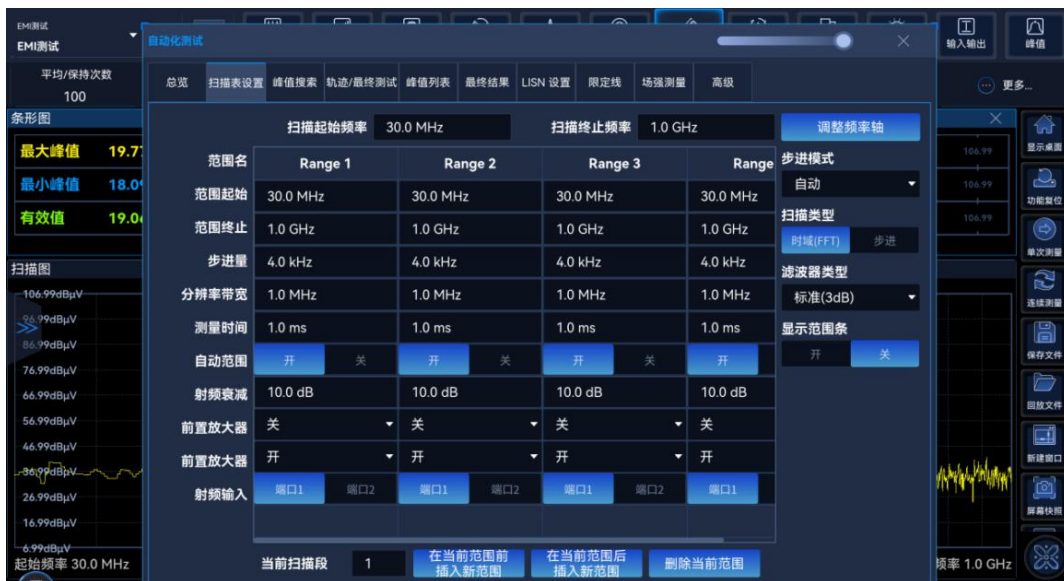 EMI测试
EMI测试
输入输出
峰值
平均/保持次数
100
更多...
自动化测试
总览 扫描表设置 峰值搜索 轨迹/最终测试 峰值列表 最终结果 LISN 设置 限定线 场强测量 高级
扫描起始频率 30.0 MHz 扫描终止频率 1.0 GHz 调整频率轴
范围名 Range 1 Range 2 Range 3 Range
范围起始 30.0 MHz 30.0 MHz 30.0 MHz 30.0 MHz
范围终止 1.0 GHz 1.0 GHz 1.0 GHz 1.0 GHz
步进量 4.0 kHz 4.0 kHz 4.0 kHz 4.0 kHz
分辨率带宽 1.0 MHz 1.0 MHz 1.0 MHz 1.0 MHz
测量时间 1.0 ms 1.0 ms 1.0 ms 1.0 ms
自动范围 开 关 开 关 开 关 开
射频衰减 10.0 dB 10.0 dB 10.0 dB 10.0 dB
前置放大器 关 关 关 关
前置放大器 开 开 开 开
射频输入 端口1 端口2 端口1 端口2 端口1 端口2 端口1
当前扫描段 1 在当前范围前插入新范围 在当前范围后插入新范围 删除当前范围
步进模式
自动
扫描类型
时域(FFT) 步进
滤波器类型
标准(3dB)
显示范围条
开 关
条形图
最大峰值 19.7
最小峰值 18.0
有效值 19.0
106.99
106.99
106.99
扫描图
106.99dBµV
96.99dBµV
86.99dBµV
76.99dBµV
66.99dBµV
56.99dBµV
46.99dBµV
36.99dBµV
26.99dBµV
16.99dBµV
6.99dBµV
起始频率 30.0 MHz
频率 1.0 GHz
显示桌面
功能复位
单次测量
连续测量
保存文件
回放文件
新建窗口
屏幕快照